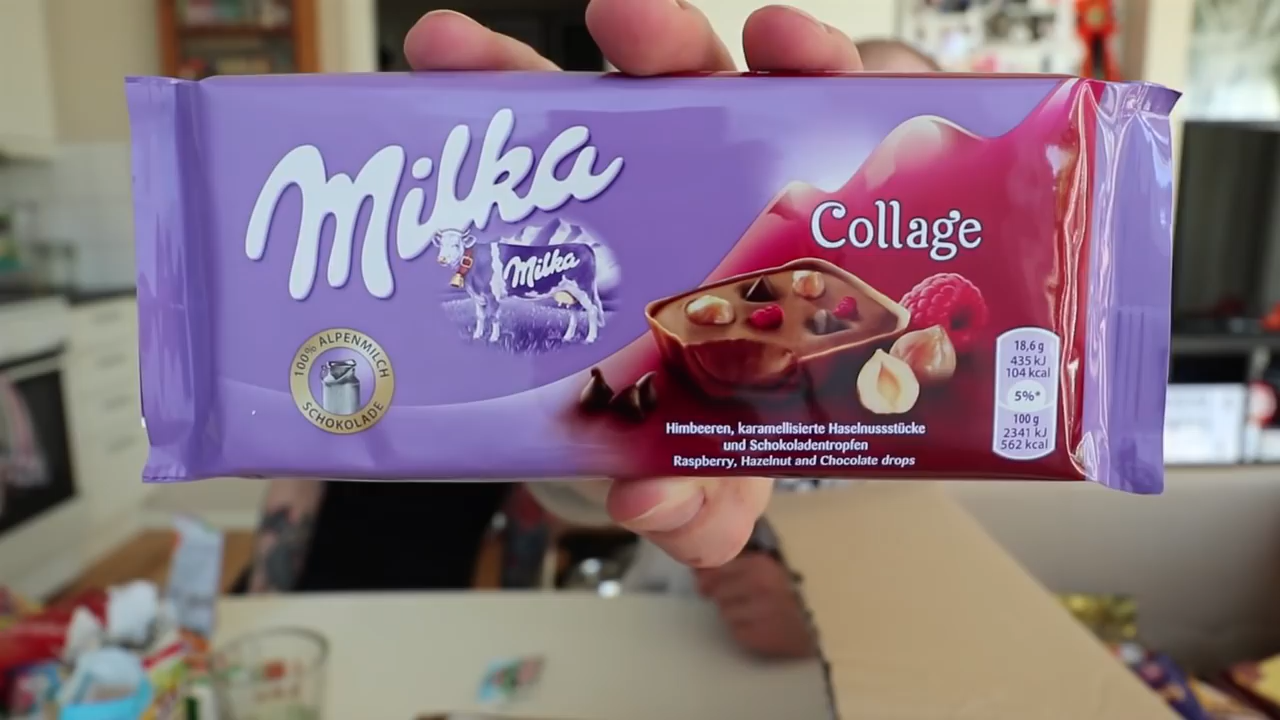 Milka
Milka
Collage
100% ALPENMILCH
SCHOKOLADE
Himbeeren, karamellisierte Haselnussstücke
und Schokoladentropfen
Raspberry, Hazelnut and Chocolate drops
18,6 g
435 kJ
104 kcal
5%*
100 g
2341 kJ
562 kcal